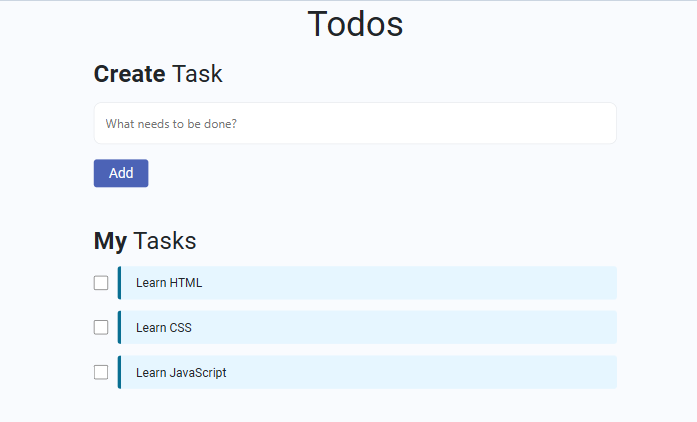 Todos
Create Task
What needs to be done?
Add
My Tasks
Learn HTML
Learn CSS
Learn JavaScript